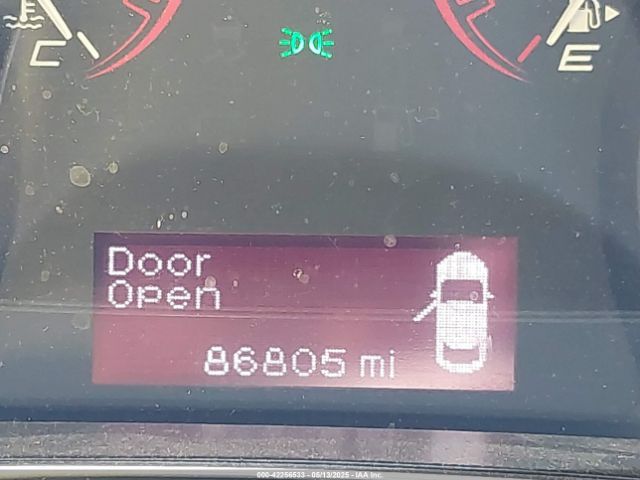 C
E
Door
Open
86805 mi
000-42256533 - 05/13/2025 - IAA Inc.